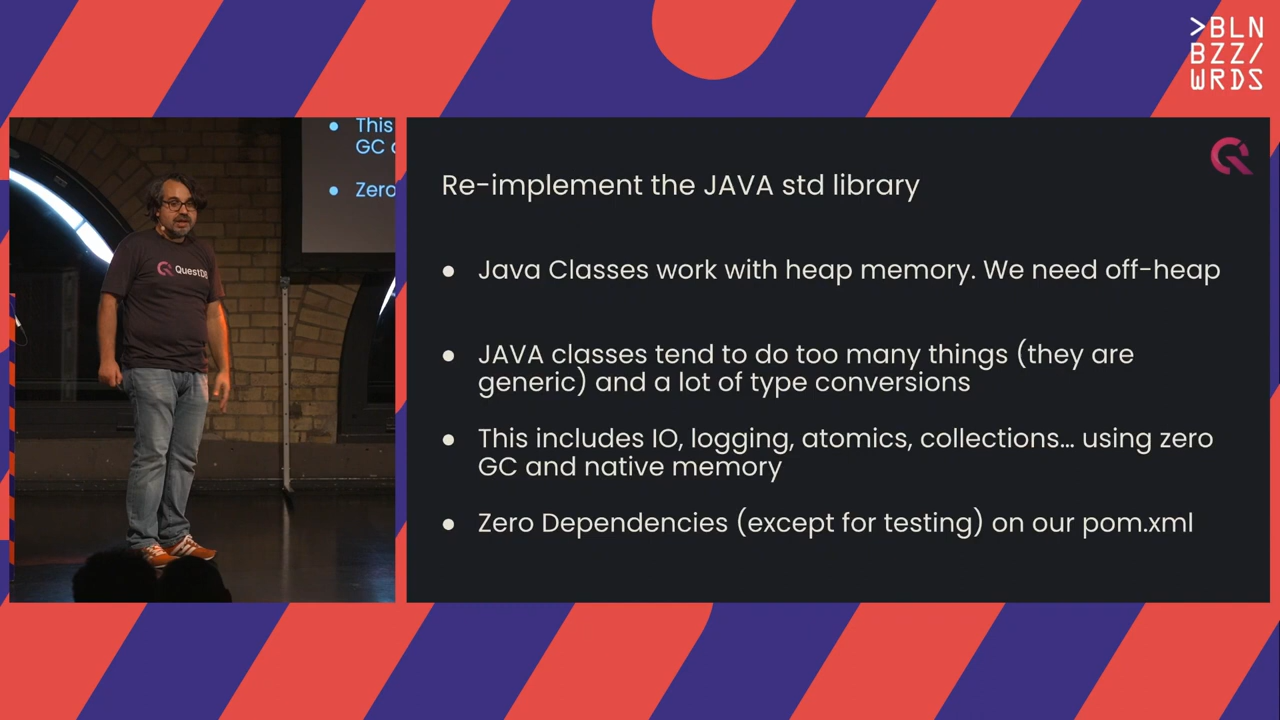 >BLN
BZZ/
WRDS
This
GC
Zero
QuestDB
Re-implement the JAVA std library
● Java Classes work with heap memory. We need off-heap
● JAVA classes tend to do too many things (they are
generic) and a lot of type conversions
● This includes IO, logging, atomics, collections... using zero
GC and native memory
● Zero Dependencies (except for testing) on our pom.xml